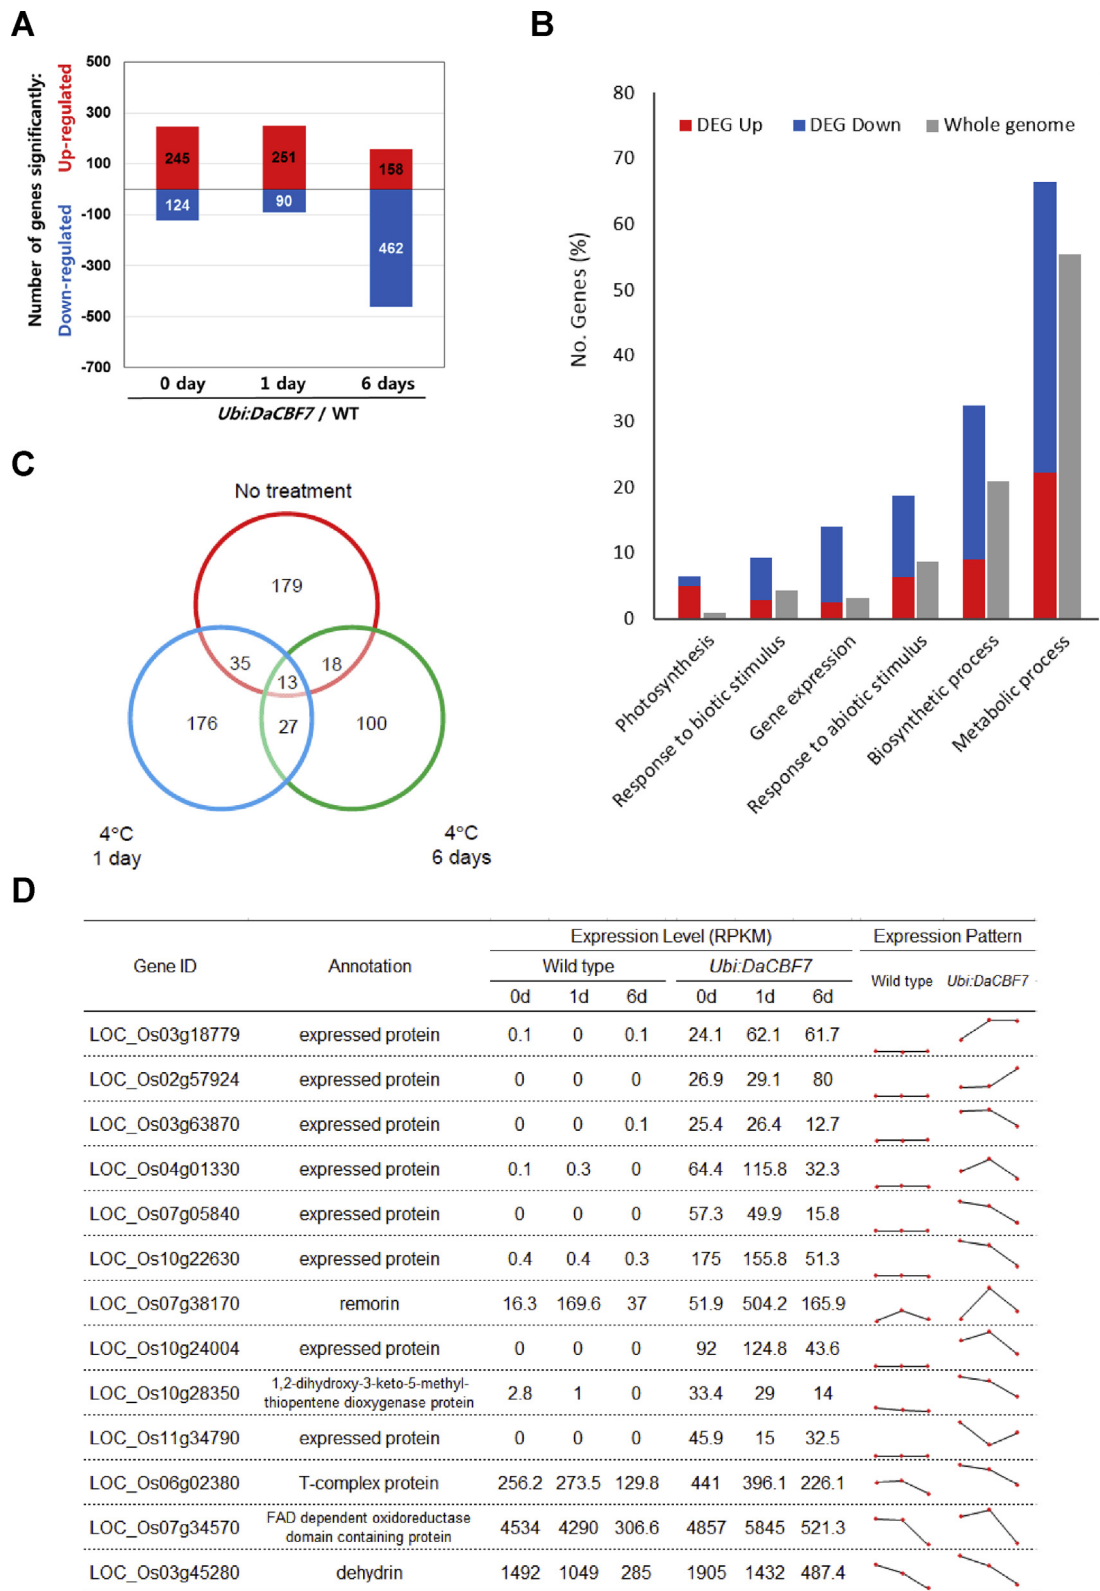 A
Number of genes significantly:
Down-regulated Up-regulated
500
300
100
-100
-300
-500
-700
245
251
158
124
90
462
0 day 1 day 6 days
Ubi:DaCBF7 / WT
B
No. Genes (%)
80
70
60
50
40
30
20
10
0
DEG Up DEG Down Whole genome
Photosynthesis
Response to biotic stimulus
Gene expression
Response to abiotic stimulus
Biosynthetic process
Metabolic process
C
No treatment
179
35 18
13
176 27 100
4°C
1 day
4°C
6 days
D
Expression Level (RPKM) Expression Pattern
Gene ID Annotation Wild type Ubi:DaCBF7 Wild type Ubi:DaCBF7
0d 1d 6d 0d 1d 6d
LOC_Os03g18779 expressed protein 0.1 0 0.1 24.1 62.1 61.7
LOC_Os02g57924 expressed protein 0 0 0 26.9 29.1 80
LOC_Os03g63870 expressed protein 0 0 0.1 25.4 26.4 12.7
LOC_Os04g01330 expressed protein 0.1 0.3 0 64.4 115.8 32.3
LOC_Os07g05840 expressed protein 0 0 0 57.3 49.9 15.8
LOC_Os10g22630 expressed protein 0.4 0.4 0.3 175 155.8 51.3
LOC_Os07g38170 remorin 16.3 169.6 37 51.9 504.2 165.9
LOC_Os10g24004 expressed protein 0 0 0 92 124.8 43.6
LOC_Os10g28350 1,2-dihydroxy-3-keto-5-methyl-
thiopentene dioxygenase protein 2.8 1 0 33.4 29 14
LOC_Os11g34790 expressed protein 0 0 0 45.9 15 32.5
LOC_Os06g02380 T-complex protein 256.2 273.5 129.8 441 396.1 226.1
LOC_Os07g34570 FAD dependent oxidoreductase
domain containing protein 4534 4290 306.6 4857 5845 521.3
LOC_Os03g45280 dehydrin 1492 1049 285 1905 1432 487.4